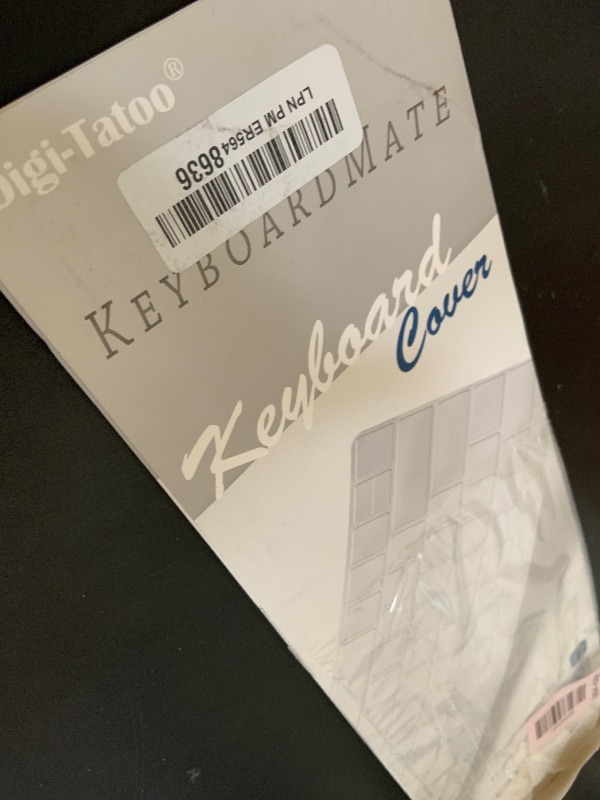 Digi-Tatoo®
LPN PM ER5648636
KEYBOARDMATE
Keyboard
Cover